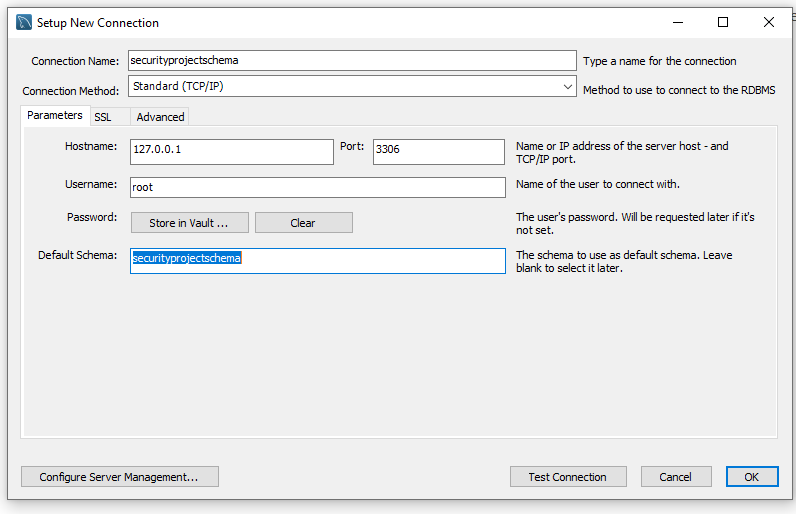 Setup New Connection
Connection Name: securityprojectschema Type a name for the connection
Connection Method: Standard (TCP/IP) Method to use to connect to the RDBMS
Parameters SSL Advanced
Hostname: 127.0.0.1 Port: 3306 Name or IP address of the server host - and
TCP/IP port.
Username: root Name of the user to connect with.
Password: Store in Vault ... Clear The user's password. Will be requested later if it's
not set.
Default Schema: securityprojectschema The schema to use as default schema. Leave
blank to select it later.
Configure Server Management... Test Connection Cancel OK